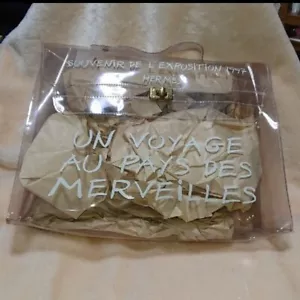 SOUVENIR DE L'EXPOSITION
HERMÈS
UN VOYAGE
AU PAYS DES
MERVEILLES